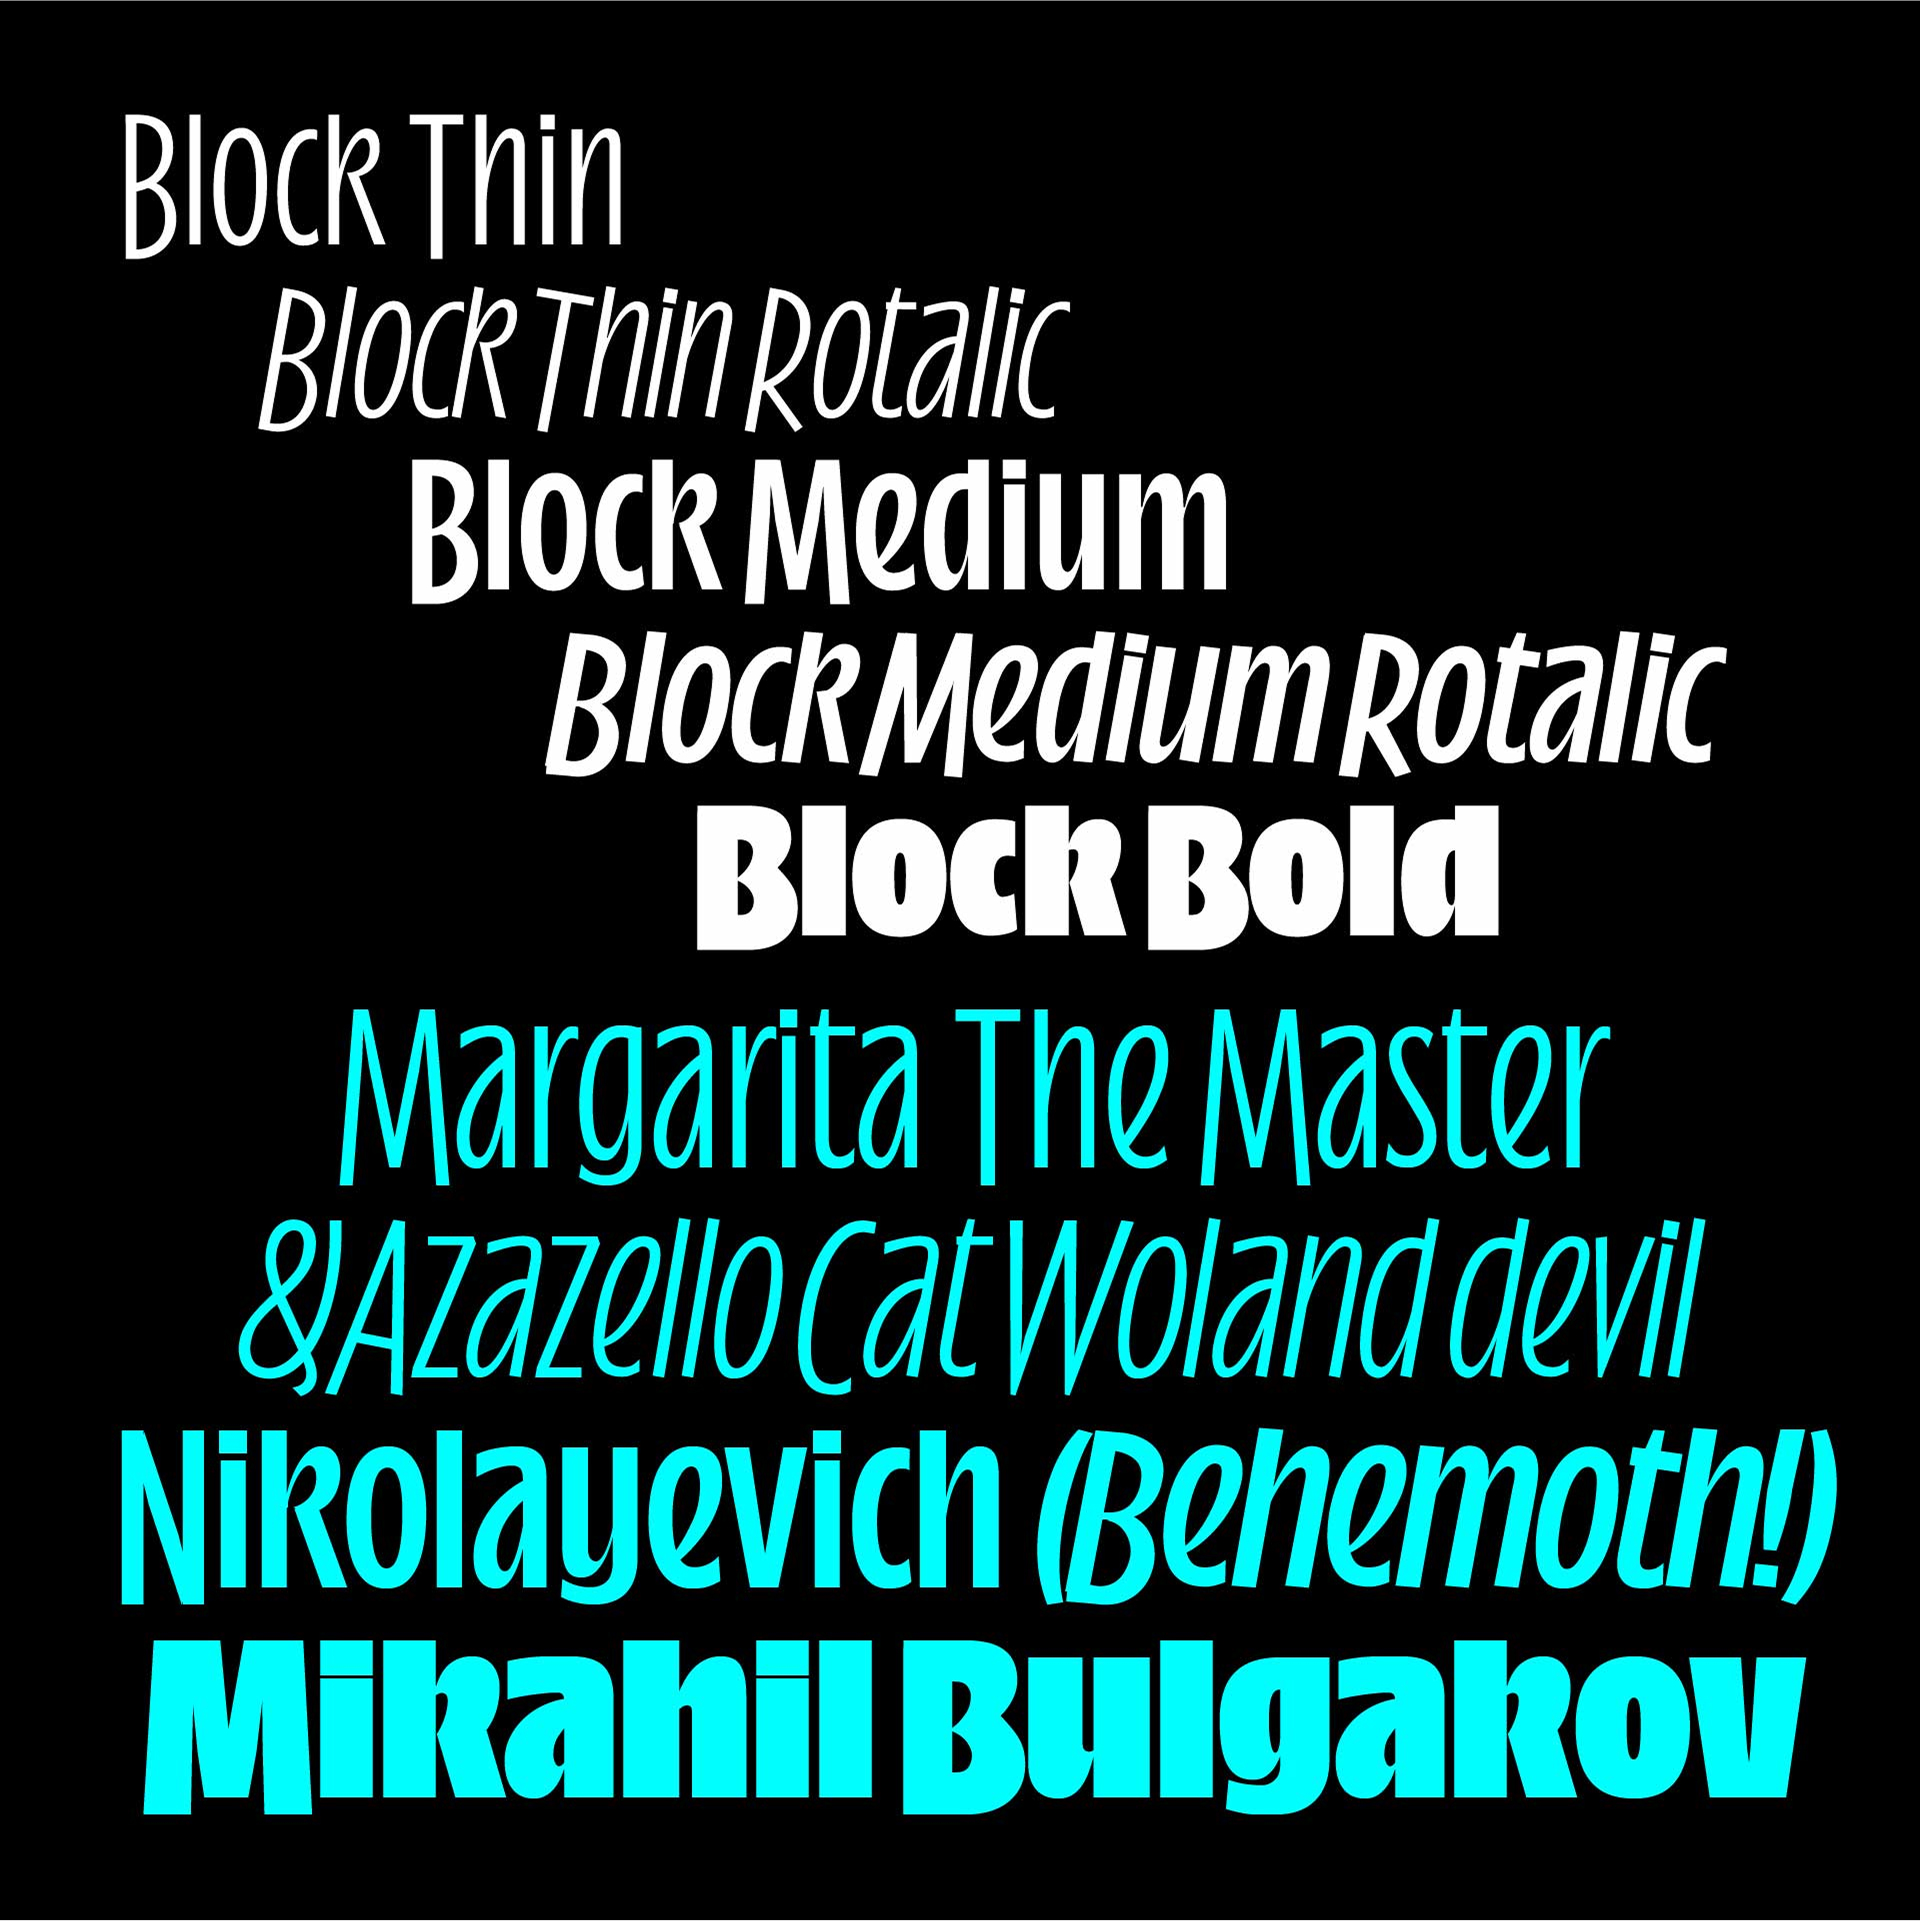 Block Thin
Block Thin Rotalic
Block Medium
Block Medium Rotalic
Block Bold
Margarita The Master
& Azazello Cat Woland devil
Nikolayevich (Behemoth!)
Mikahil Bulgakov